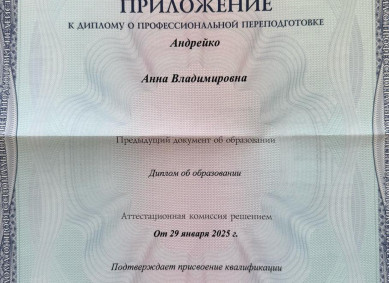 ПРИЛОЖЕНИЕ
К ДИПЛОМУ О ПРОФЕССИОНАЛЬНОЙ ПЕРЕПОДГОТОВКЕ
Андрейко
Анна Владимировна
Предыдущий документ об образовании
Диплом об образовании
Аттестационная комиссия решением
От 29 января 2025 г.
Подтверждает присвоение квалификации